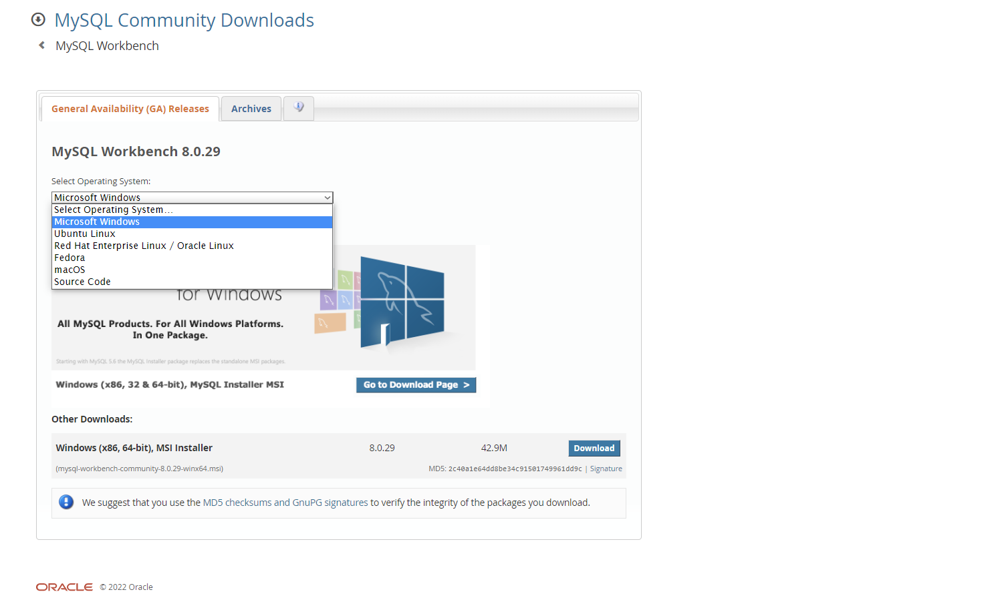 MySQL Community Downloads
MySQL Workbench
General Availability (GA) Releases
Archives
MySQL Workbench 8.0.29
Select Operating System:
Microsoft Windows
Select Operating System…
Microsoft Windows
Ubuntu Linux
Red Hat Enterprise Linux / Oracle Linux
Fedora
macOS
Source Code
for Windows
All MySQL Products. For All Windows Platforms.
In One Package.
Starting with MySQL 5.6 the MySQL Installer package replaces the standalone MSI packages.
Windows (x86, 32 & 64-bit), MySQL Installer MSI
Go to Download Page >
Other Downloads:
Windows (x86, 64-bit), MSI Installer 8.0.29 42.9M Download
(mysql-workbench-community-8.0.29-winx64.msi) MD5: 2c40a1e64dd8be34c91501749961dd9c | Signature
We suggest that you use the MD5 checksums and GnuPG signatures to verify the integrity of the packages you download.
ORACLE © 2022 Oracle